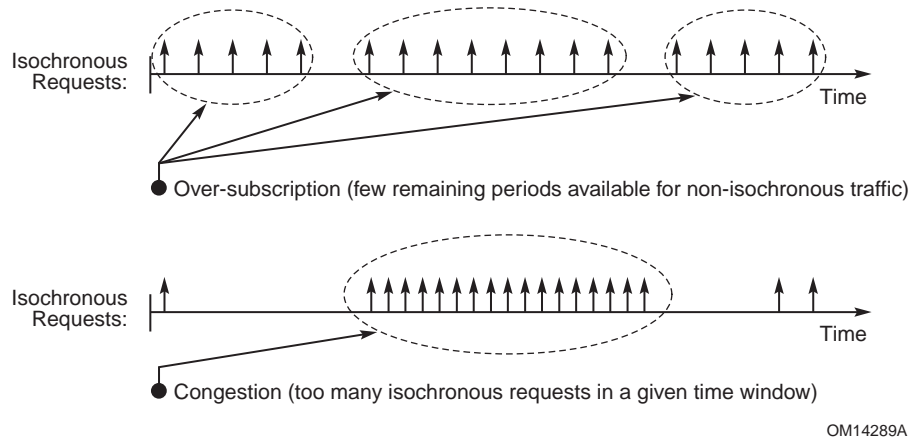 Isochronous
Requests:
Time
Over-subscription (few remaining periods available for non-isochronous traffic)
Isochronous
Requests:
Time
Congestion (too many isochronous requests in a given time window)
OM14289A